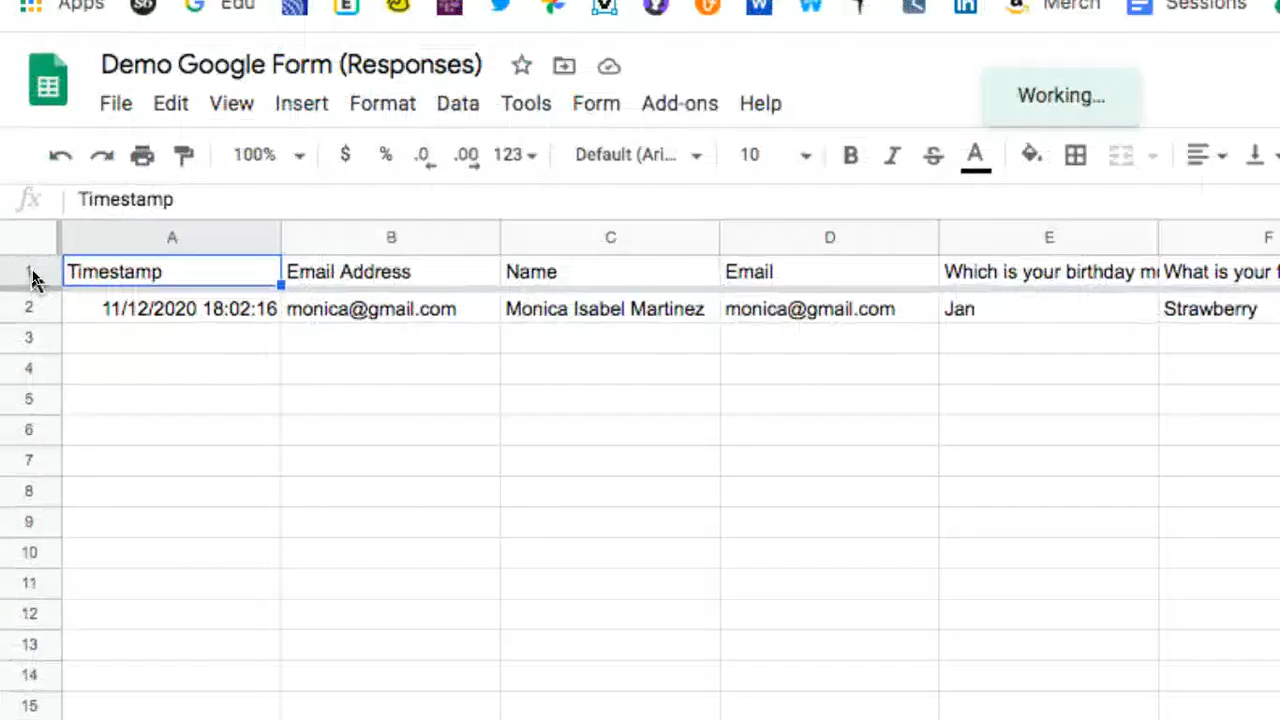 Apps Edu Merch Sessions
Demo Google Form (Responses)
File Edit View Insert Format Data Tools Form Add-ons Help
Working...
100% $ % .0 .00 123 Default (Ari... 10 B I S A
fx Timestamp
A B C D E F
1 Timestamp Email Address Name Email Which is your birthday m What is your f
2 11/12/2020 18:02:16 monica@gmail.com Monica Isabel Martinez monica@gmail.com Jan Strawberry
3
4
5
6
7
8
9
10
11
12
13
14
15